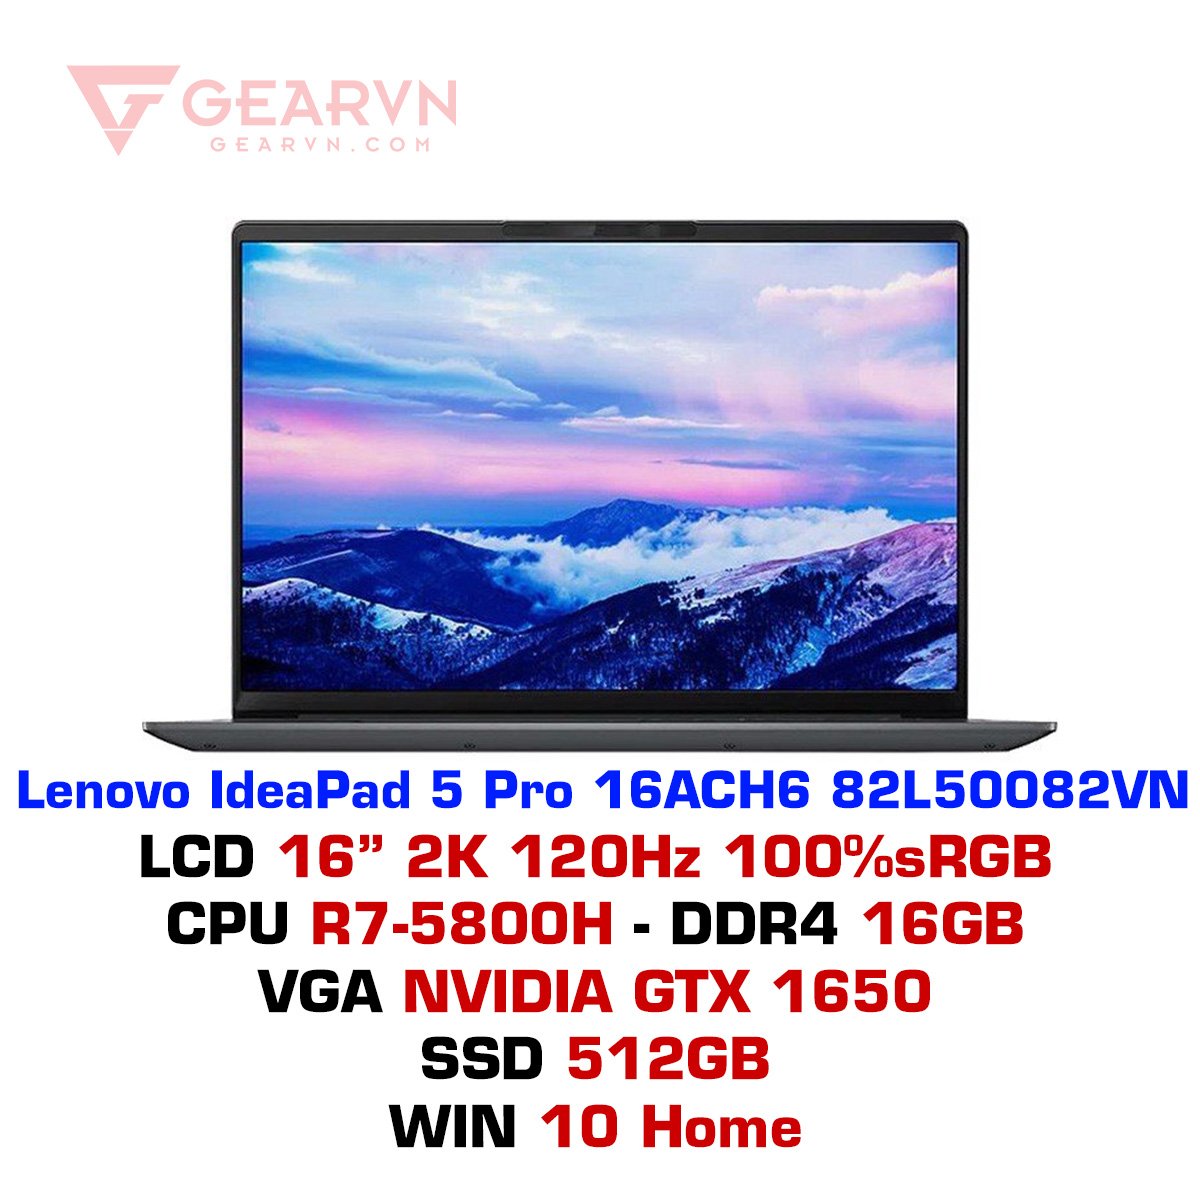 GEARVN
GEARVN.COM
Lenovo IdeaPad 5 Pro 16ACH6 82L50082VN
LCD 16” 2K 120Hz 100%sRGB
CPU R7-5800H - DDR4 16GB
VGA NVIDIA GTX 1650
SSD 512GB
WIN 10 Home